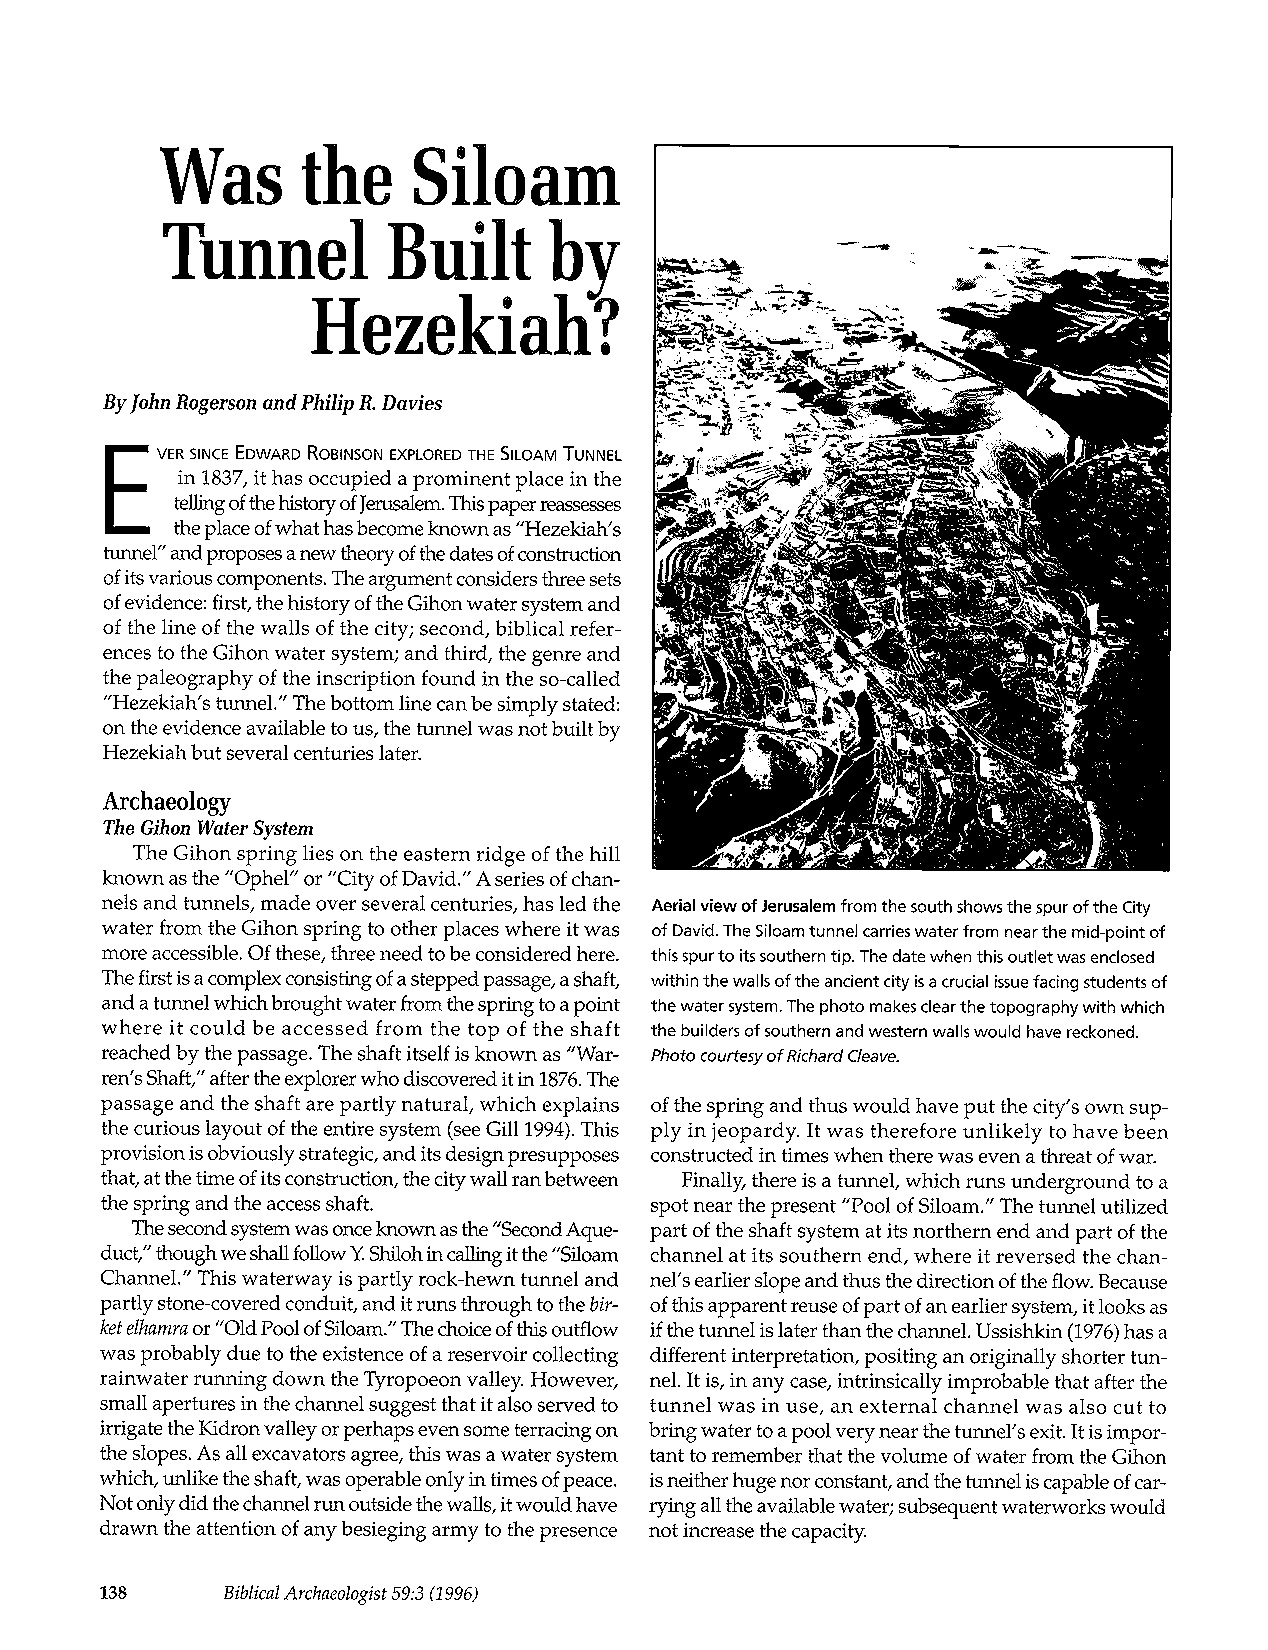 Was the Siloam
Tunnel Built by
Hezekiah?
By John Rogerson and Philip R. Davies
EVER SINCE EDWARD ROBINSON EXPLORED THE SILOAM TUNNEL
in 1837, it has occupied a prominent place in the
telling of the history of Jerusalem. This paper reassesses
the place of what has become known as "Hezekiah's
tunnel" and proposes a new theory of the dates of construction
of its various components. The argument considers three sets
of evidence: first, the history of the Gihon water system and
of the line of the walls of the city; second, biblical refer-
ences to the Gihon water system; and third, the genre and
the paleography of the inscription found in the so-called
"Hezekiah's tunnel." The bottom line can be simply stated:
on the evidence available to us, the tunnel was not built by
Hezekiah but several centuries later.
Archaeology
The Gihon Water System
The Gihon spring lies on the eastern ridge of the hill
known as the "Ophel" or "City of David." A series of chan-
nels and tunnels, made over several centuries, has led the
water from the Gihon spring to other places where it was
more accessible. Of these, three need to be considered here.
The first is a complex consisting of a stepped passage, a shaft,
and a tunnel which brought water from the spring to a point
where it could be accessed from the top of the shaft
reached by the passage. The shaft itself is known as "War-
ren's Shaft," after the explorer who discovered it in 1876. The
passage and the shaft are partly natural, which explains
the curious layout of the entire system (see Gill 1994). This
provision is obviously strategic, and its design presupposes
that, at the time of its construction, the city wall ran between
the spring and the access shaft.
The second system was once known as the "Second Aque-
duct," though we shall follow Y. Shiloh in calling it the "Siloam
Channel." This waterway is partly rock-hewn tunnel and
partly stone-covered conduit, and it runs through to the bir-
ket elhamra or "Old Pool of Siloam." The choice of this outflow
was probably due to the existence of a reservoir collecting
rainwater running down the Tyropoeon valley. However,
small apertures in the channel suggest that it also served to
irrigate the Kidron valley or perhaps even some terracing on
the slopes. As all excavators agree, this was a water system
which, unlike the shaft, was operable only in times of peace.
Not only did the channel run outside the walls, it would have
drawn the attention of any besieging army to the presence
Aerial view of Jerusalem from the south shows the spur of the City
of David. The Siloam tunnel carries water from near the mid-point of
this spur to its southern tip. The date when this outlet was enclosed
within the walls of the ancient city is a crucial issue facing students of
the water system. The photo makes clear the topography with which
the builders of southern and western walls would have reckoned.
Photo courtesy of Richard Cleave.
of the spring and thus would have put the city's own sup-
ply in jeopardy. It was therefore unlikely to have been
constructed in times when there was even a threat of war.
Finally, there is a tunnel, which runs underground to a
spot near the present "Pool of Siloam." The tunnel utilized
part of the shaft system at its northern end and part of the
channel at its southern end, where it reversed the chan-
nel's earlier slope and thus the direction of the flow. Because
of this apparent reuse of part of an earlier system, it looks as
if the tunnel is later than the channel. Ussishkin (1976) has a
different interpretation, positing an originally shorter tun-
nel. It is, in any case, intrinsically improbable that after the
tunnel was in use, an external channel was also cut to
bring water to a pool very near the tunnel's exit. It is impor-
tant to remember that the volume of water from the Gihon
is neither huge nor constant, and the tunnel is capable of car-
rying all the available water; subsequent waterworks would
not increase the capacity.
138 Biblical Archaeologist 59:3 (1996)